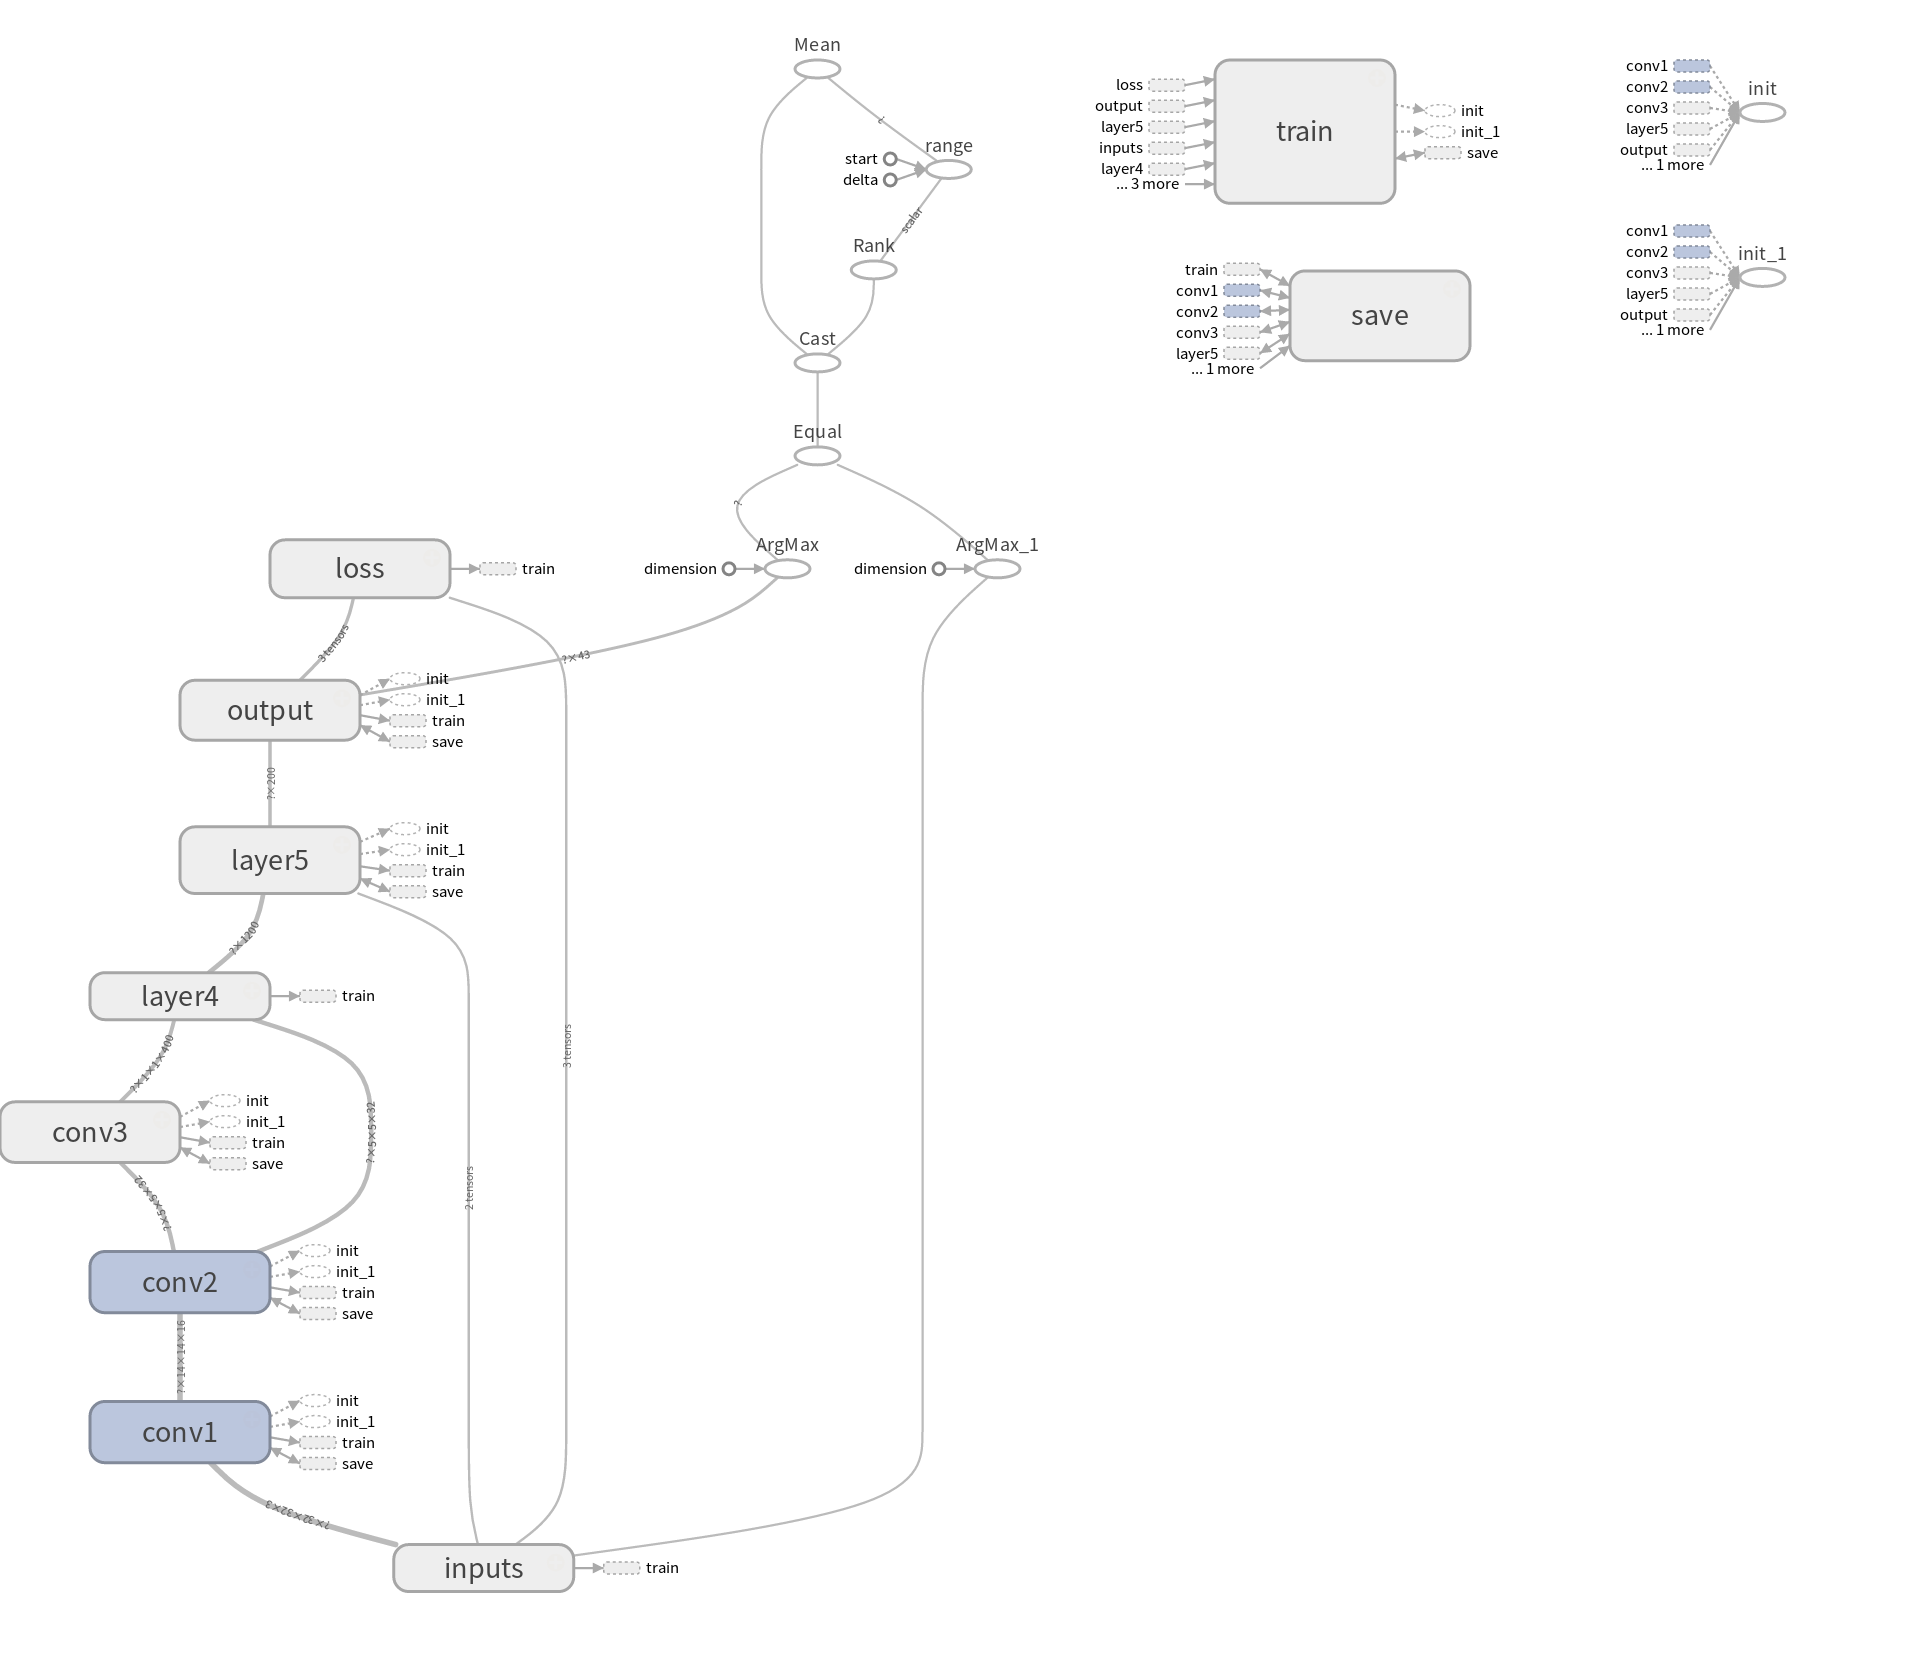 Mean
?
range
start
delta
scalar
Rank
Cast
Equal
?
ArgMax
dimension
ArgMax_1
dimension
loss
train
3 tensors
?×43
output
init
init_1
train
save
?×200
layer5
init
init_1
train
save
?×1200
layer4
train
?×1×1×400
3 tensors
conv3
init
init_1
train
save
?×5×5×32
?×5×5×32
2 tensors
conv2
init
init_1
train
save
?×14×14×16
conv1
init
init_1
train
save
?×32×32×3
inputs
train
loss
output
layer5
inputs
layer4
... 3 more
train
init
init_1
save
train
conv1
conv2
conv3
layer5
... 1 more
save
conv1
conv2
conv3
layer5
output
... 1 more
init
conv1
conv2
conv3
layer5
output
... 1 more
init_1